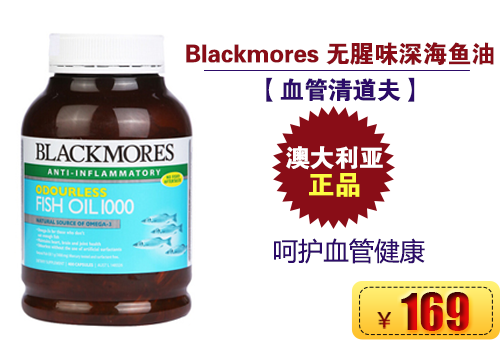 Blackmores 无腥味深海鱼油
【血管清道夫】
澳大利亚
正品
呵护血管健康
¥ 169
BLACKMORES
ANTI-INFLAMMATORY
ODOURLESS
FISH OIL 1000
NATURAL SOURCE OF OMEGA-3